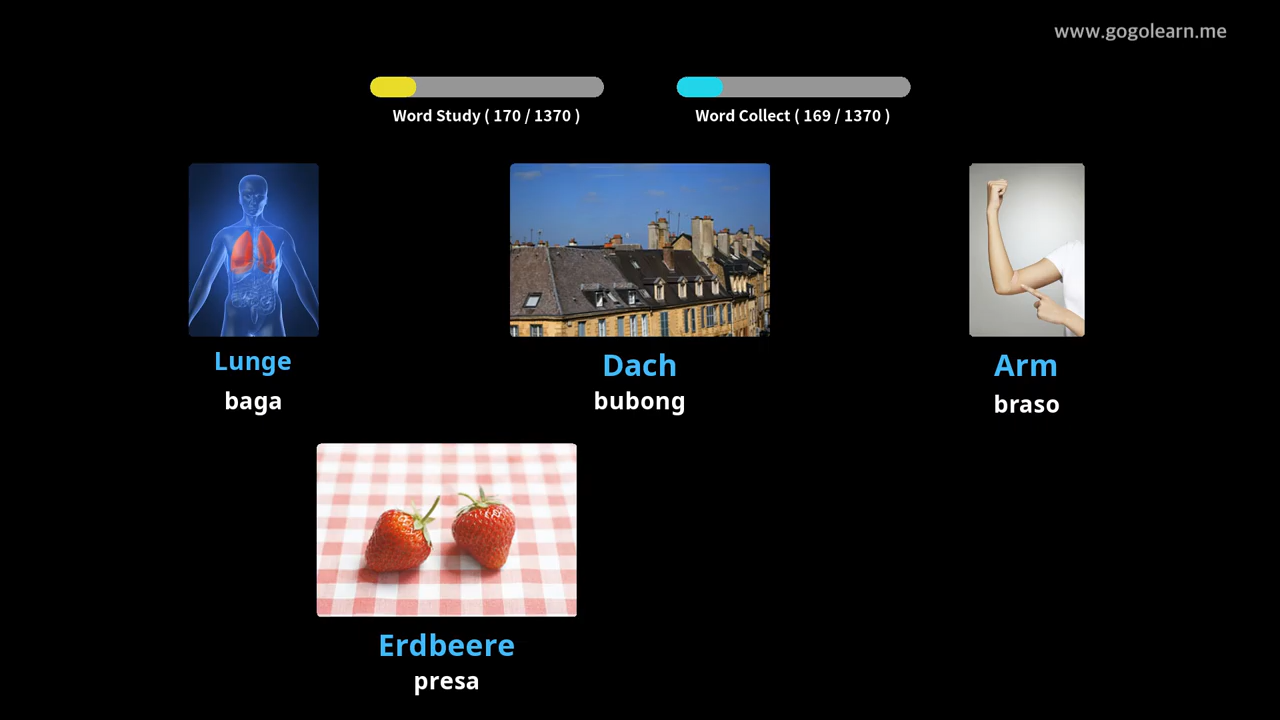 www.gogolearn.me
Word Study ( 170 / 1370 )
Word Collect ( 169 / 1370 )
Lunge
baga
Dach
bubong
Arm
braso
Erdbeere
presa